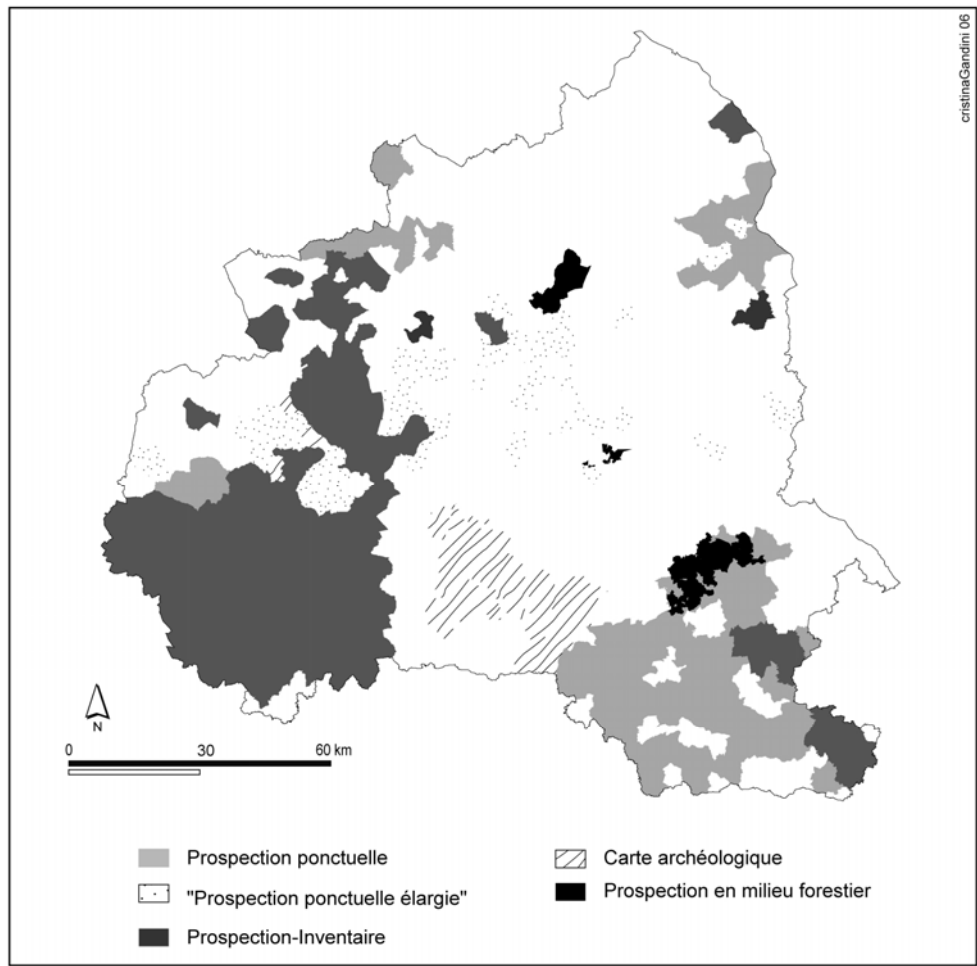 cristinaGandini 06
N
0 30 60 km
Prospection ponctuelle
"Prospection ponctuelle élargie"
Prospection-Inventaire
Carte archéologique
Prospection en milieu forestier